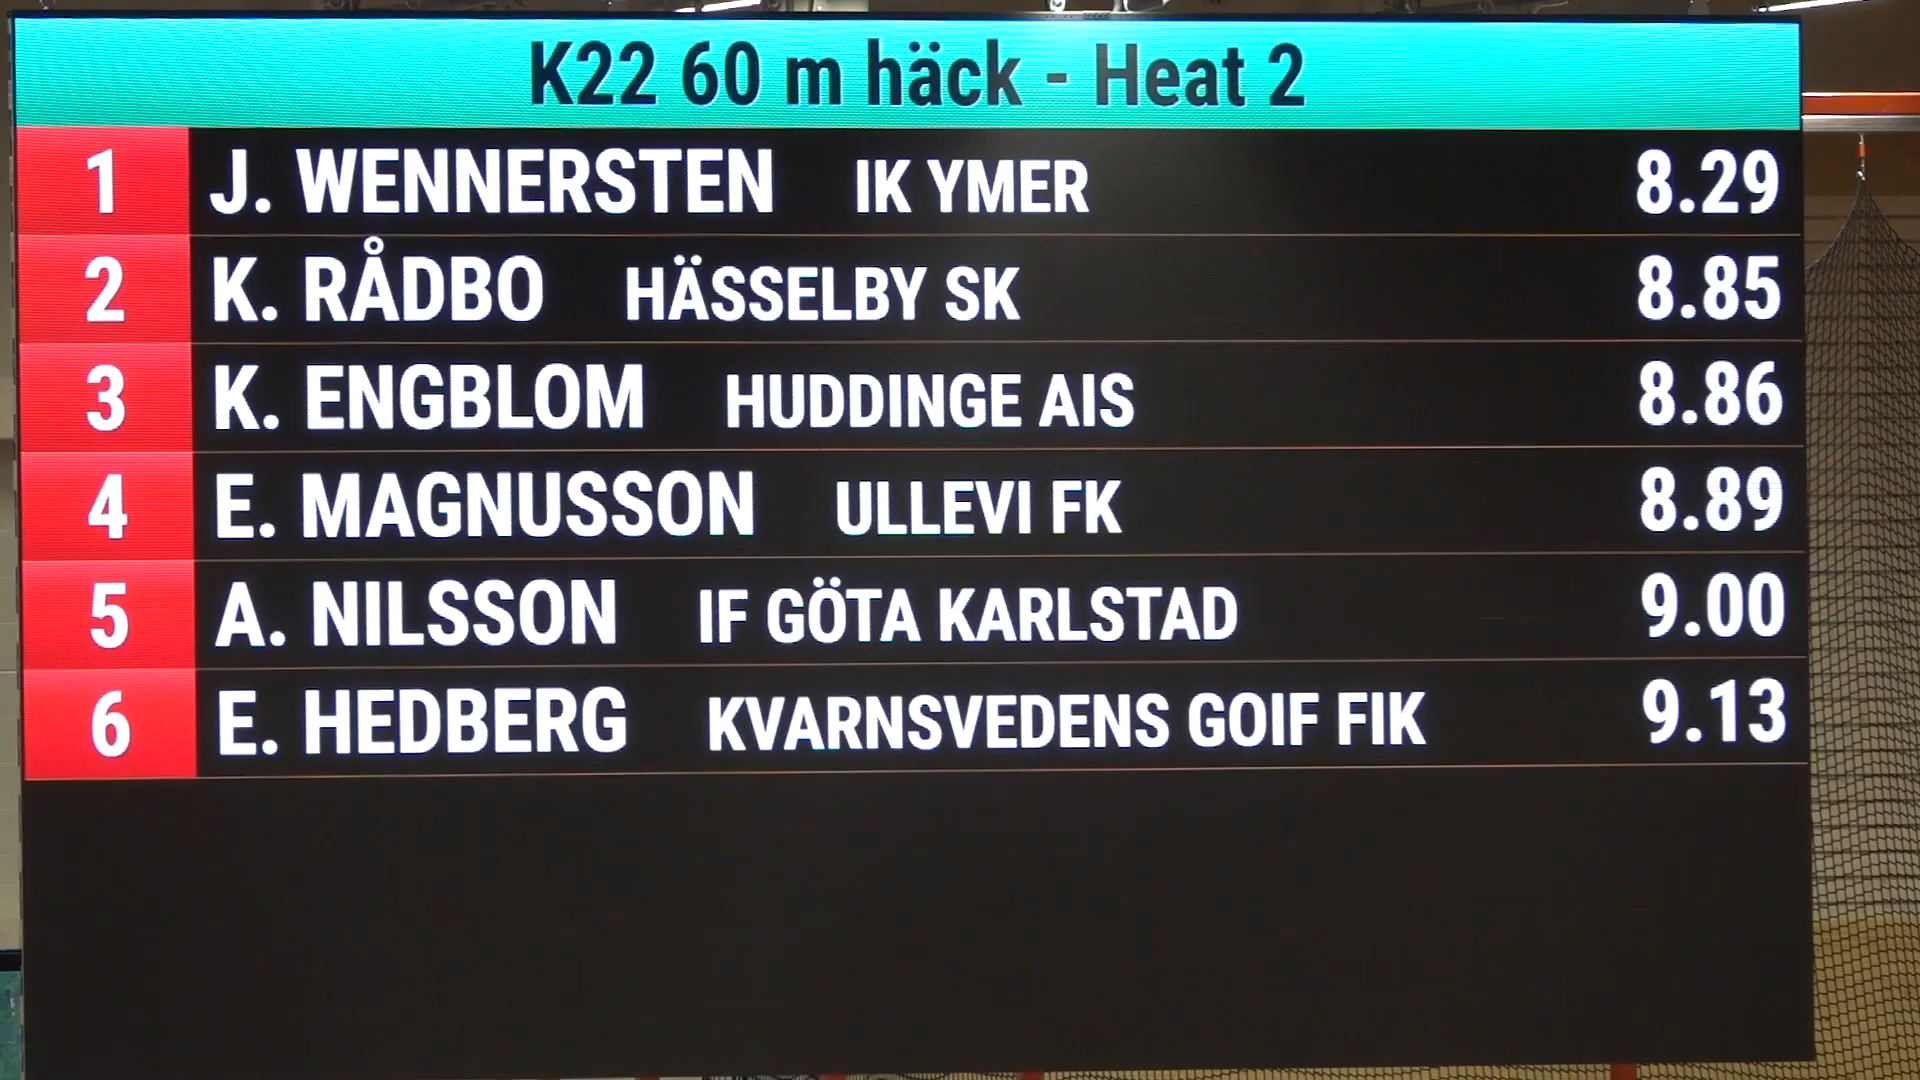 K22 60 m häck - Heat 2
1 J. WENNERSTEN IK YMER 8.29
2 K. RÅDBO HÄSSELBY SK 8.85
3 K. ENGBLOM HUDDINGE AIS 8.86
4 E. MAGNUSSON ULLEVI FK 8.89
5 A. NILSSON IF GÖTA KARLSTAD 9.00
6 E. HEDBERG KVARNSVEDENS GOIF FIK 9.13